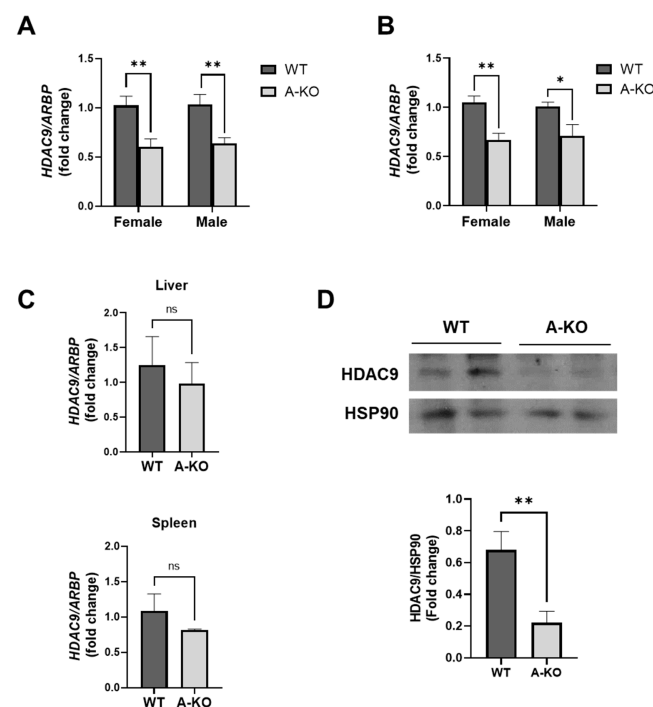 A
1.5
1.0
0.5
0.0
HDAC9/ARBP
(fold change)
**
**
Female
Male
WT
A-KO
B
1.5
1.0
0.5
0.0
HDAC9/ARBP
(fold change)
**
*
Female
Male
WT
A-KO
C
Liver
2.0
1.5
1.0
0.5
0.0
HDAC9/ARBP
(fold change)
ns
WT
A-KO
Spleen
2.0
1.5
1.0
0.5
0.0
HDAC9/ARBP
(fold change)
ns
WT
A-KO
D
WT
A-KO
HDAC9
HSP90
0.8
0.6
0.4
0.2
0.0
HDAC9/HSP90
(Fold change)
**
WT
A-KO